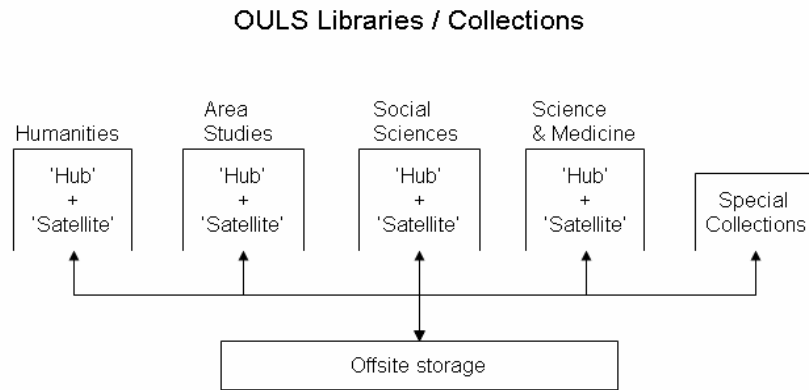 OULS Libraries / Collections
Humanities
Area
Studies
Social
Sciences
Science
& Medicine
'Hub'
+
'Satellite'
'Hub'
+
'Satellite'
'Hub'
+
'Satellite'
'Hub'
+
'Satellite'
Special
Collections
Offsite storage